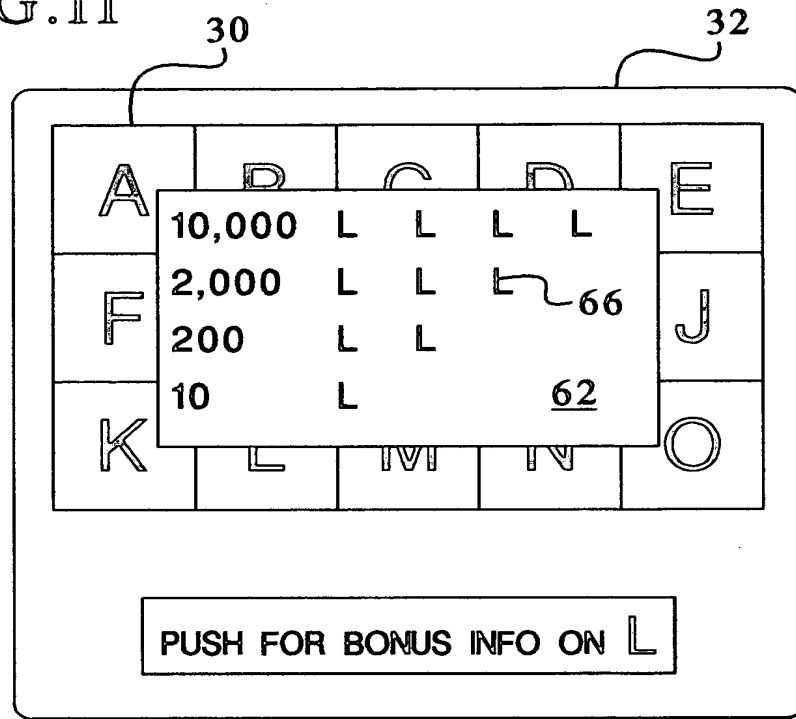 G.11
30 32
A B C D E
10,000 L L L L
2,000 L L L 66
F J
200 L L
10 L 62
K L M N O
PUSH FOR BONUS INFO ON L